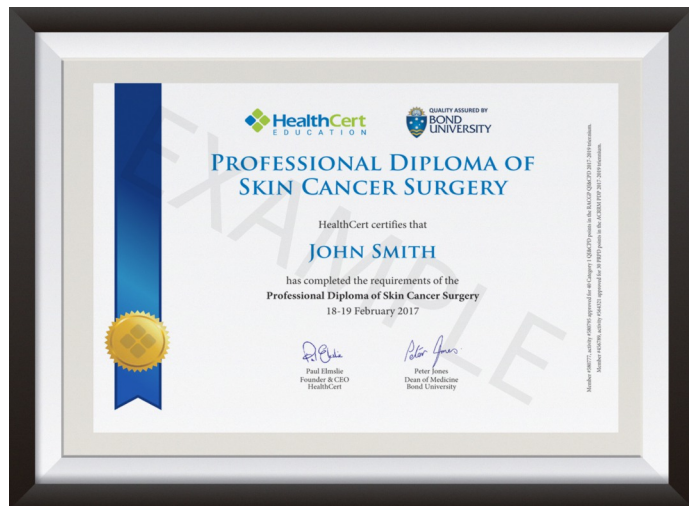 HealthCert
EDUCATION
QUALITY ASSURED BY
BOND
UNIVERSITY
PROFESSIONAL DIPLOMA OF
SKIN CANCER SURGERY
HealthCert certifies that
JOHN SMITH
has completed the requirements of the
Professional Diploma of Skin Cancer Surgery
18-19 February 2017
Paul Elmslie
Founder & CEO
HealthCert
Peter Jones
Dean of Medicine
Bond University
EXAMPLE